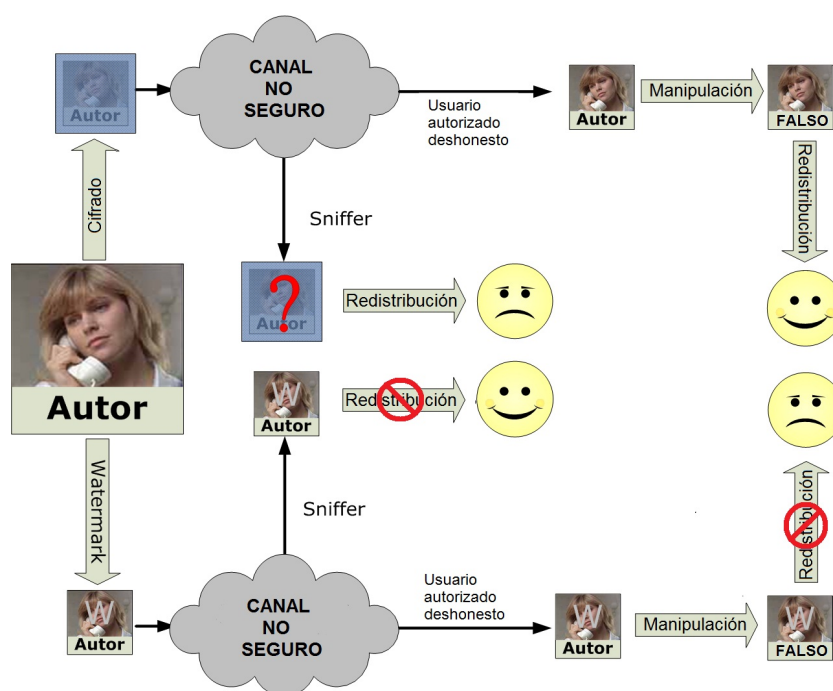 CANAL
NO
SEGURO
Autor
Cifrado
Usuario
autorizado
deshonesto
Autor
Manipulación
FALSO
Redistribución
Sniffer
?
Autor
Redistribución
Autor
W
Autor
Redistribución
Watermark
Sniffer
Redistribución
W
Autor
CANAL
NO
SEGURO
Usuario
autorizado
deshonesto
W
Autor
Manipulación
W
FALSO